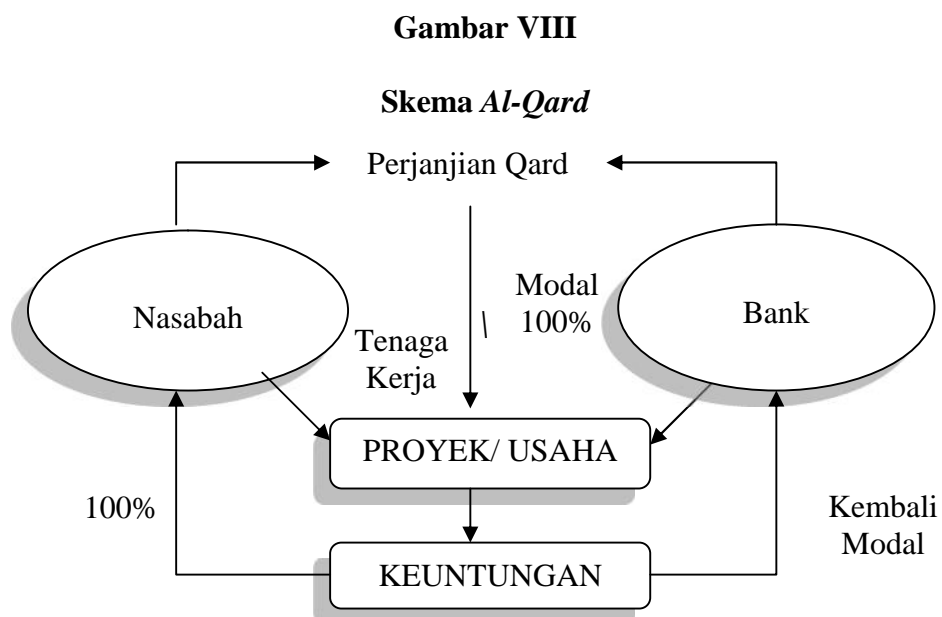 Gambar VIII
Skema Al-Qard
Perjanjian Qard
Nasabah
Tenaga
Kerja
\
Modal
100%
Bank
PROYEK/ USAHA
100%
KEUNTUNGAN
Kembali
Modal